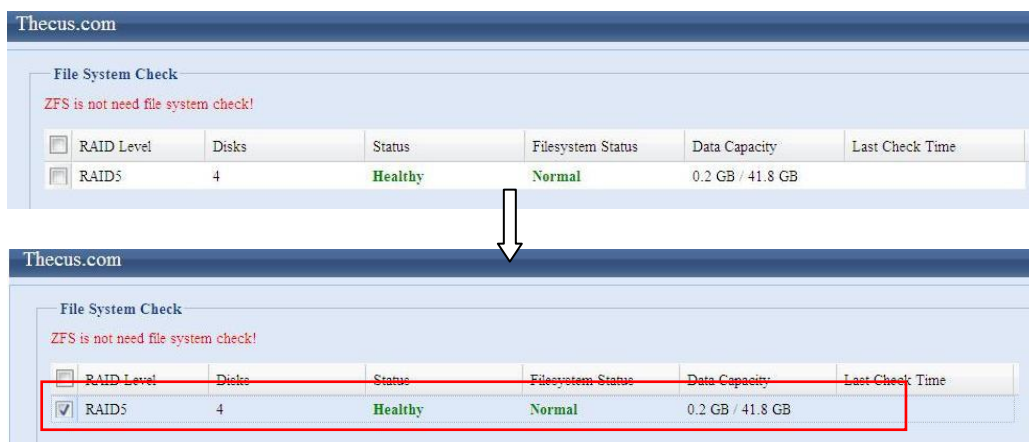 Thecus.com
File System Check
ZFS is not need file system check!
RAID Level Disks Status Filesystem Status Data Capacity Last Check Time
RAID5 4 Healthy Normal 0.2 GB / 41.8 GB
Thecus.com
File System Check
ZFS is not need file system check!
RAID Level Disks Status Filesystem Status Data Capacity Last Check Time
RAID5 4 Healthy Normal 0.2 GB / 41.8 GB